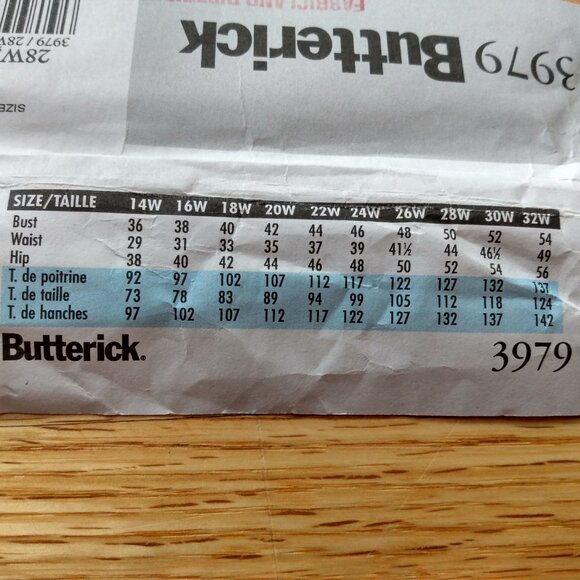 FABRICLAND
3979 Butterick
28W
3979 / 28W
SIZE
SIZE/TAILLE 14W 16W 18W 20W 22W 24W 26W 28W 30W 32W
Bust 36 38 40 42 44 46 48 50 52 54
Waist 29 31 33 35 37 39 41½ 44 46½ 49
Hip 38 40 42 44 46 48 50 52 54 56
T. de poitrine 92 97 102 107 112 117 122 127 132 137
T. de taille 73 78 83 89 94 99 105 112 118 124
T. de hanches 97 102 107 112 117 122 127 132 137 142
Butterick. 3979